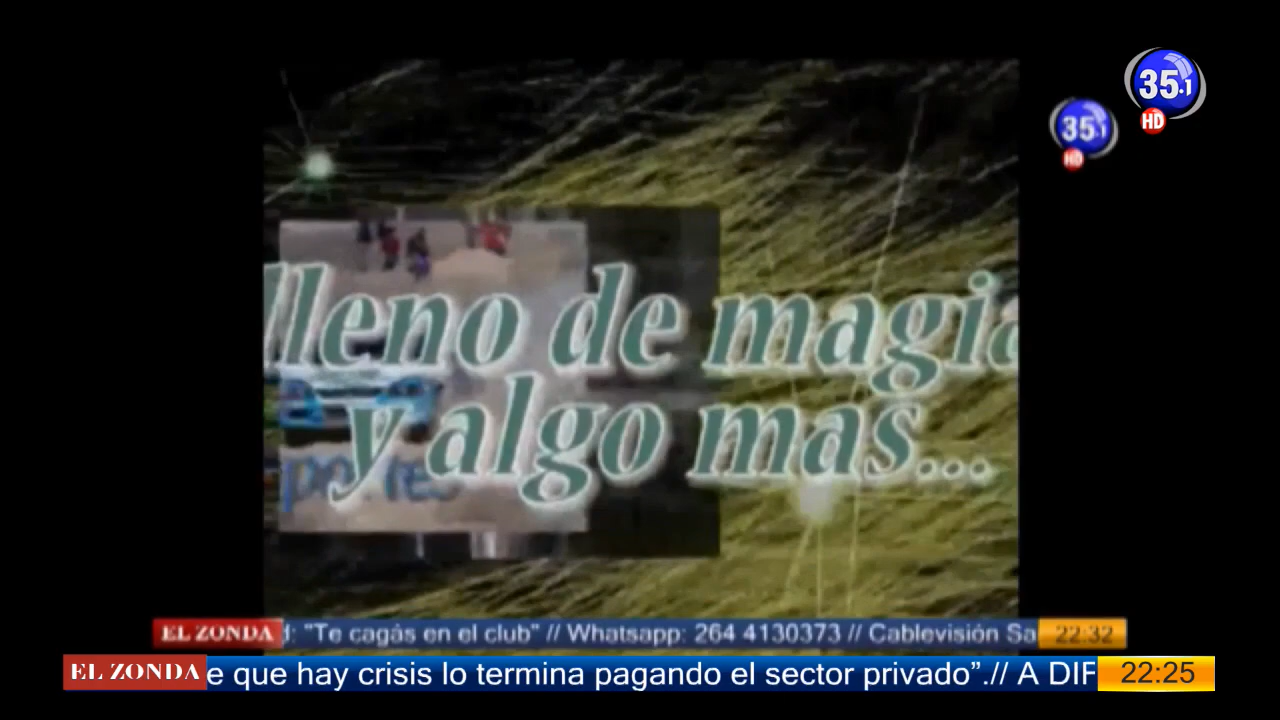 35.1
HD
35.1
HD
lleno de magia
y algo mas...
EL ZONDA d: "Te cagás en el club" // Whatsapp: 264 4130373 // Cablevisión Sa 22:32
EL ZONDA e que hay crisis lo termina pagando el sector privado”.// A DIF 22:25